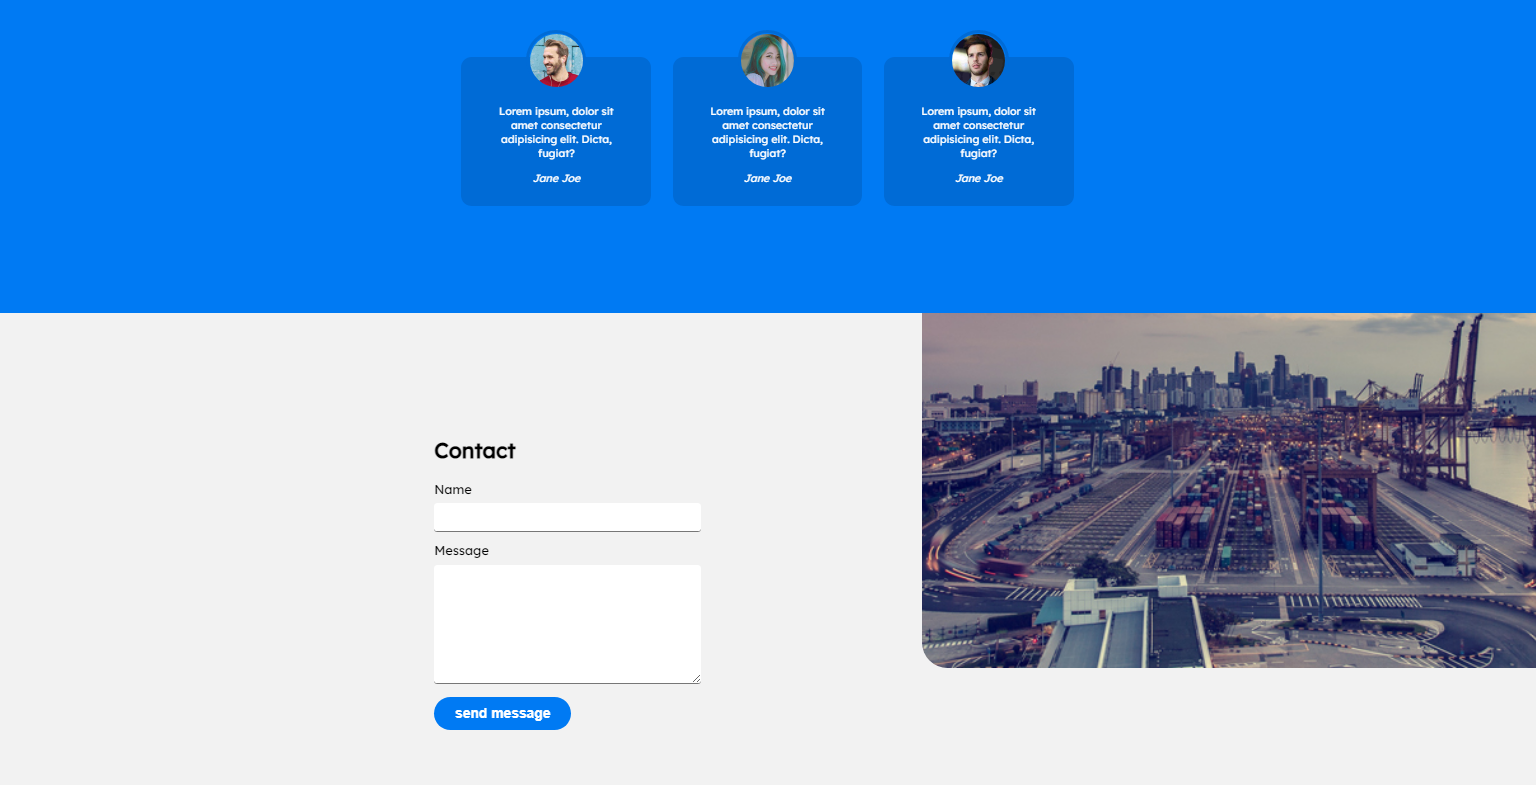 Lorem ipsum, dolor sit
amet consectetur
adipisicing elit. Dicta,
fugiat?
Jane Joe
Lorem ipsum, dolor sit
amet consectetur
adipisicing elit. Dicta,
fugiat?
Jane Joe
Lorem ipsum, dolor sit
amet consectetur
adipisicing elit. Dicta,
fugiat?
Jane Joe
Contact
Name
Message
send message